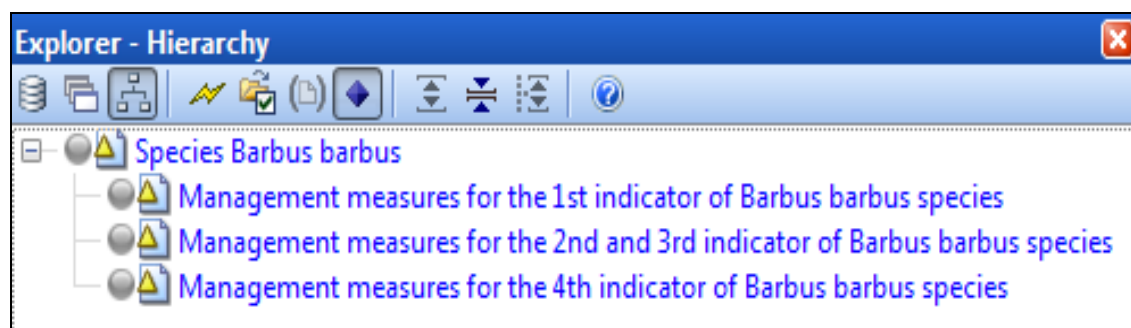 Explorer - Hierarchy
Species Barbus barbus
Management measures for the 1st indicator of Barbus barbus species
Management measures for the 2nd and 3rd indicator of Barbus barbus species
Management measures for the 4th indicator of Barbus barbus species